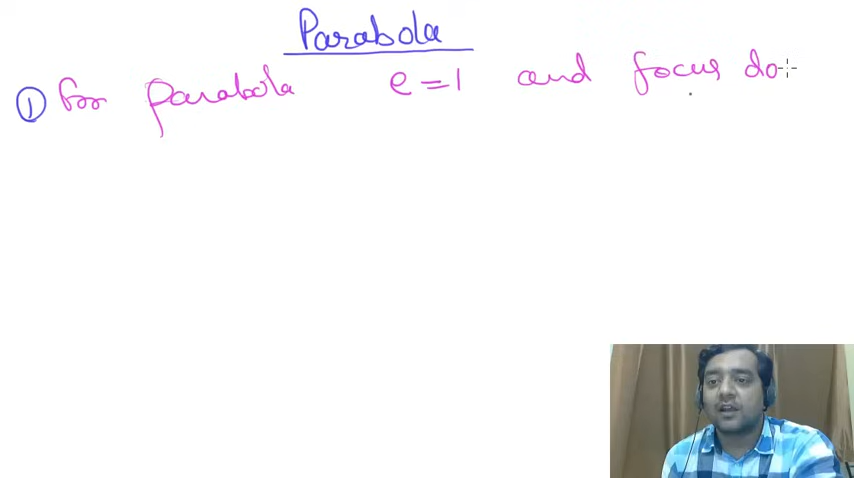 Parabola
① For parabola e = 1 and focus do